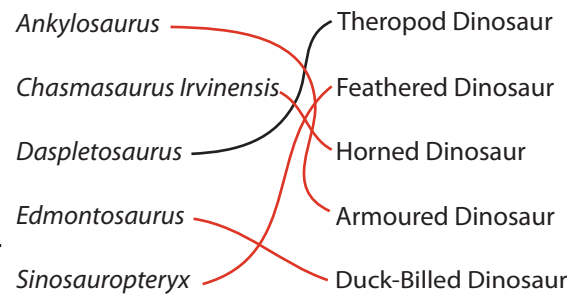 Ankylosaurus
Theropod Dinosaur
Chasmasaurus Irvinensis
Feathered Dinosaur
Daspletosaurus
Horned Dinosaur
Edmontosaurus
Armoured Dinosaur
Sinosauropteryx
Duck-Billed Dinosaur